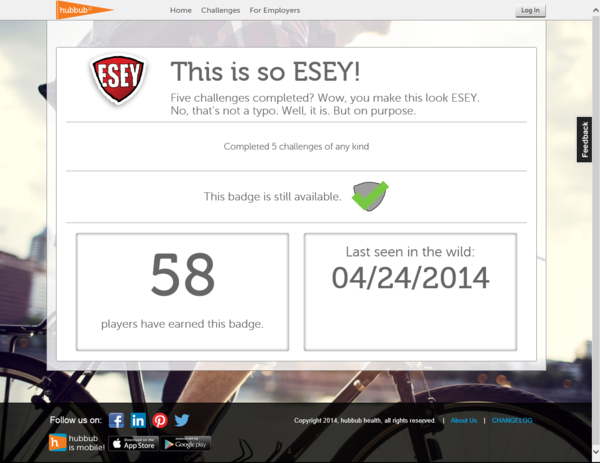 hubbub
Home Challenges For Employers
Log In
ESEY
This is so ESEY!
Five challenges completed? Wow, you make this look ESEY.
No, that's not a typo. Well, it is. But on purpose.
Completed 5 challenges of any kind
Feedback
This badge is still available.
58
players have earned this badge.
Last seen in the wild:
04/24/2014
Follow us on:
Copyright 2014, hubbub health, all rights reserved. | About Us | CHANGELOG
h
hubbub
is mobile!
Download on the
App Store
ANDROID APP ON
Google play